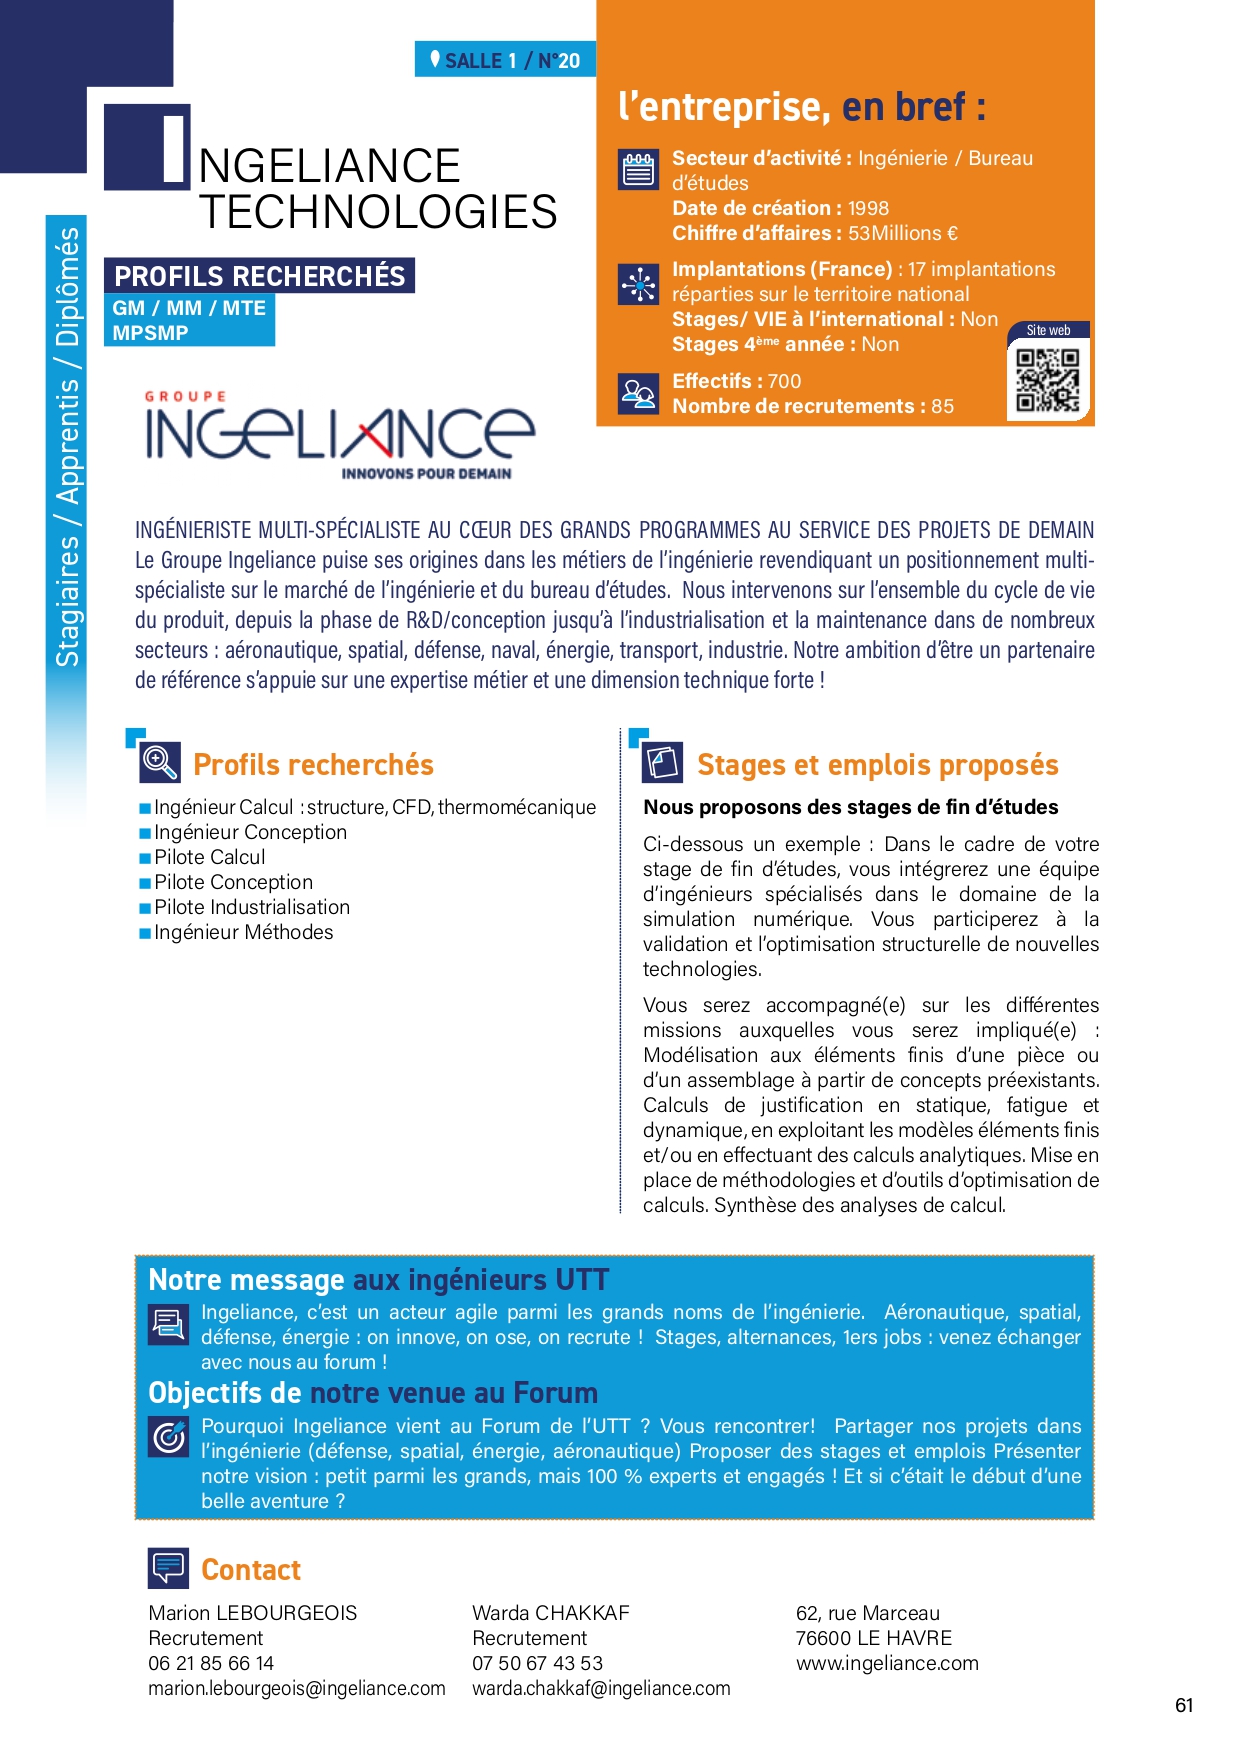 SALLE 1 / N°20
INGELIANCE
TECHNOLOGIES
PROFILS RECHERCHÉS
GM / MM / MTE
MPSMP
Stagiaires / Apprentis / Diplômés
GROUPE
INGELIANCE
INNOVONS POUR DEMAIN
l'entreprise, en bref :
Secteur d'activité : Ingénierie / Bureau
d'études
Date de création : 1998
Chiffre d'affaires : 53Millions €
Implantations (France) : 17 implantations
réparties sur le territoire national
Stages/ VIE à l'international : Non
Stages 4ème année : Non
Site web
Effectifs : 700
Nombre de recrutements : 85
INGÉNIERISTE MULTI-SPÉCIALISTE AU CŒUR DES GRANDS PROGRAMMES AU SERVICE DES PROJETS DE DEMAIN
Le Groupe Ingeliance puise ses origines dans les métiers de l'ingénierie revendiquant un positionnement multi-
spécialiste sur le marché de l'ingénierie et du bureau d'études. Nous intervenons sur l'ensemble du cycle de vie
du produit, depuis la phase de R&D/conception jusqu'à l'industrialisation et la maintenance dans de nombreux
secteurs : aéronautique, spatial, défense, naval, énergie, transport, industrie. Notre ambition d'être un partenaire
de référence s'appuie sur une expertise métier et une dimension technique forte !
Profils recherchés
Ingénieur Calcul : structure, CFD, thermomécanique
Ingénieur Conception
Pilote Calcul
Pilote Conception
Pilote Industrialisation
Ingénieur Méthodes
Stages et emplois proposés
Nous proposons des stages de fin d'études
Ci-dessous un exemple : Dans le cadre de votre
stage de fin d'études, vous intégrerez une équipe
d'ingénieurs spécialisés dans le domaine de la
simulation numérique. Vous participerez à la
validation et l'optimisation structurelle de nouvelles
technologies.
Vous serez accompagné(e) sur les différentes
missions auxquelles vous serez impliqué(e) :
Modélisation aux éléments finis d'une pièce ou
d'un assemblage à partir de concepts préexistants.
Calculs de justification en statique, fatigue et
dynamique, en exploitant les modèles éléments finis
et/ou en effectuant des calculs analytiques. Mise en
place de méthodologies et d'outils d'optimisation de
calculs. Synthèse des analyses de calcul.
Notre message aux ingénieurs UTT
Ingeliance, c'est un acteur agile parmi les grands noms de l'ingénierie. Aéronautique, spatial,
défense, énergie : on innove, on ose, on recrute ! Stages, alternances, 1ers jobs : venez échanger
avec nous au forum !
Objectifs de notre venue au Forum
Pourquoi Ingeliance vient au Forum de l'UTT ? Vous rencontrer! Partager nos projets dans
l'ingénierie (défense, spatial, énergie, aéronautique) Proposer des stages et emplois Présenter
notre vision : petit parmi les grands, mais 100 % experts et engagés ! Et si c'était le début d'une
belle aventure ?
Contact
Marion LEBOURGEOIS
Recrutement
06 21 85 66 14
marion.lebourgeois@ingeliance.com
Warda CHAKKAF
Recrutement
07 50 67 43 53
warda.chakkaf@ingeliance.com
62, rue Marceau
76600 LE HAVRE
www.ingeliance.com
61